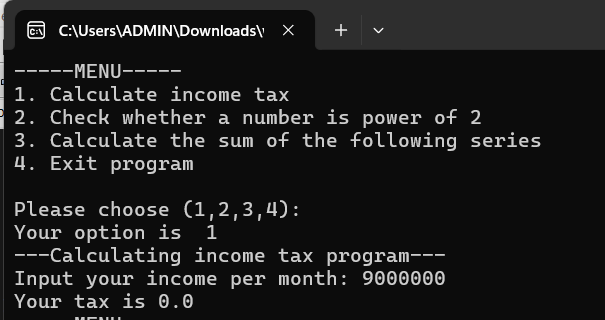 C:\Users\ADMIN\Downloads\
-----MENU-----
1. Calculate income tax
2. Check whether a number is power of 2
3. Calculate the sum of the following series
4. Exit program
Please choose (1,2,3,4):
Your option is  1
---Calculating income tax program---
Input your income per month: 9000000
Your tax is 0.0
-----MENU-----